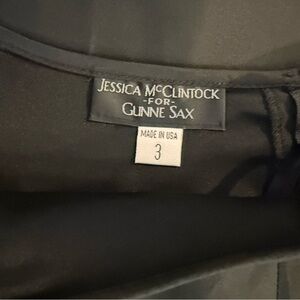 JESSICA McCLINTOCK
-FOR-
GUNNE SAX
MADE IN USA
3